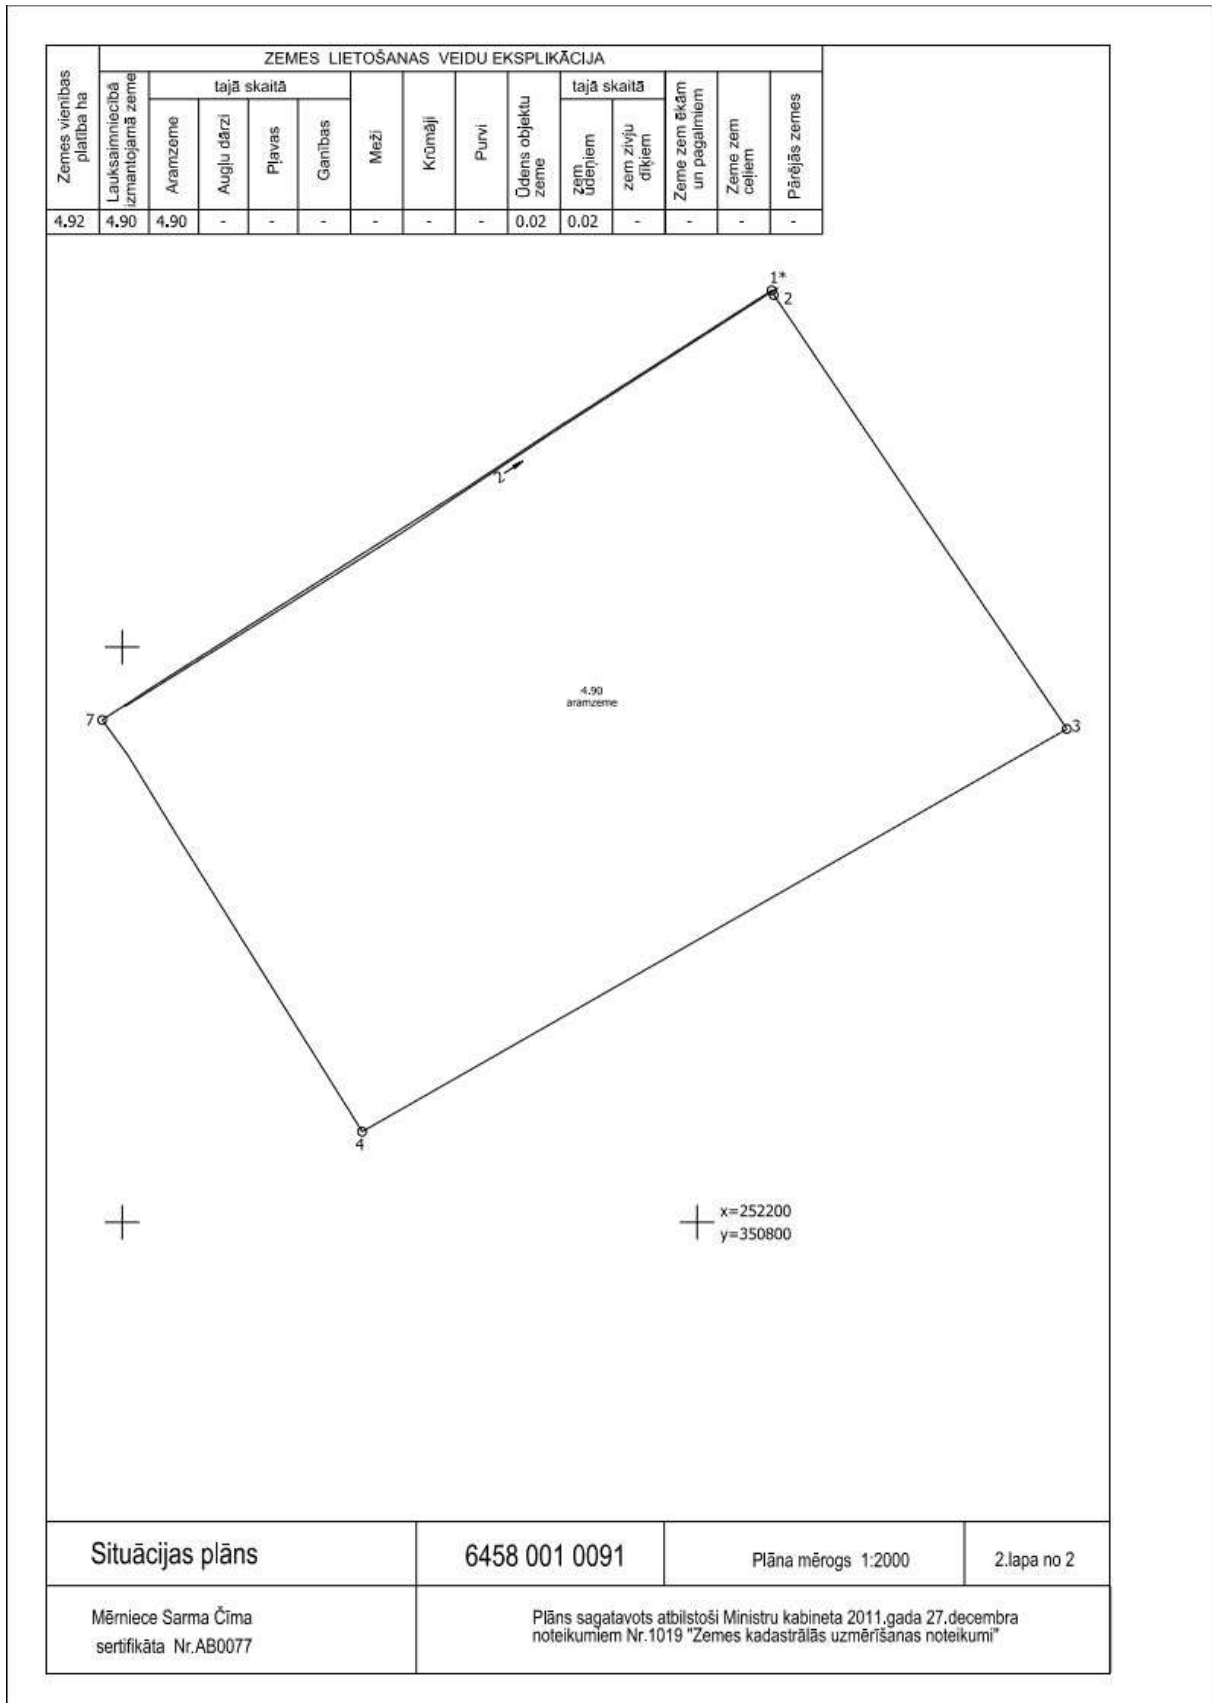 ZEMES LIETOŠANAS VEIDU EKSPLIKĀCIJA
Zemes vienības
platība ha
Lauksaimniecībā
izmantojamā zeme
tajā skaitā
Aramzeme
Augļu dārzi
Pļavas
Ganības
Meži
Krūmāji
Purvi
Ūdens objektu
zeme
tajā skaitā
zem
ūdeņiem
zem zivju
dīķiem
Zeme zem ēkām
un pagalmiem
Zeme zem
ceļiem
Pārējās zemes
4.92 4.90 4.90 - - - - - - 0.02 0.02 - - - -
1*
2
2
4.90
aramzeme
7
3
4
x=252200
y=350800
Situācijas plāns
6458 001 0091
Plāna mērogs 1:2000
2.lapa no 2
Mērniece Sarma Čīma
sertifikāta Nr.AB0077
Plāns sagatavots atbilstoši Ministru kabineta 2011.gada 27.decembra
noteikumiem Nr.1019 "Zemes kadastrālās uzmērīšanas noteikumi"